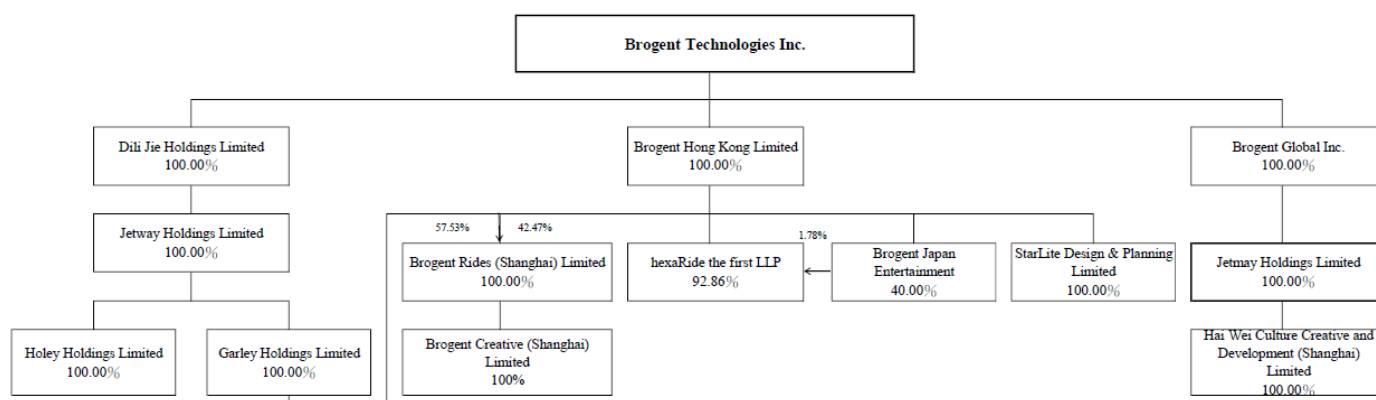 Brogent Technologies Inc.
Dili Jie Holdings Limited
100.00%
Brogent Hong Kong Limited
100.00%
Brogent Global Inc.
100.00%
Jetway Holdings Limited
100.00%
57.53%
42.47%
Brogent Rides (Shanghai) Limited
100.00%
hexaRide the first LLP
92.86%
1.78%
Brogent Japan
Entertainment
40.00%
StarLite Design & Planning
Limited
100.00%
Jetmay Holdings Limited
100.00%
Holey Holdings Limited
100.00%
Garley Holdings Limited
100.00%
Brogent Creative (Shanghai)
Limited
100%
Hai Wei Culture Creative and
Development (Shanghai)
Limited
100.00%